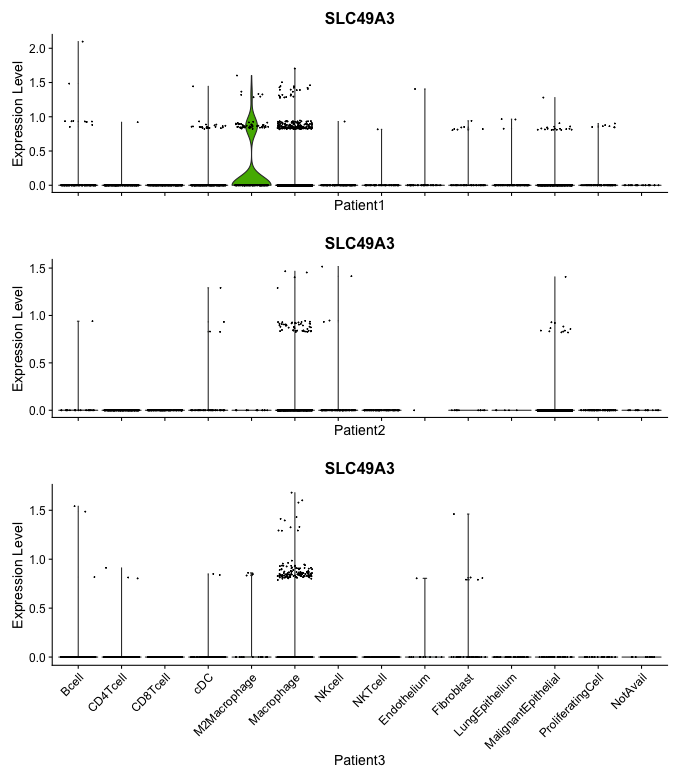 SLC49A3
Expression Level
2.0
1.5
1.0
0.5
0.0
Patient1
SLC49A3
Expression Level
1.5
1.0
0.5
0.0
Patient2
SLC49A3
Expression Level
1.5
1.0
0.5
0.0
Bcell
CD4Tcell
CD8Tcell
cDC
M2Macrophage
Macrophage
NKcell
NKTcell
Endothelium
Fibroblast
LungEpithelium
MalignantEpithelial
ProliferatingCell
NotAvail
Patient3